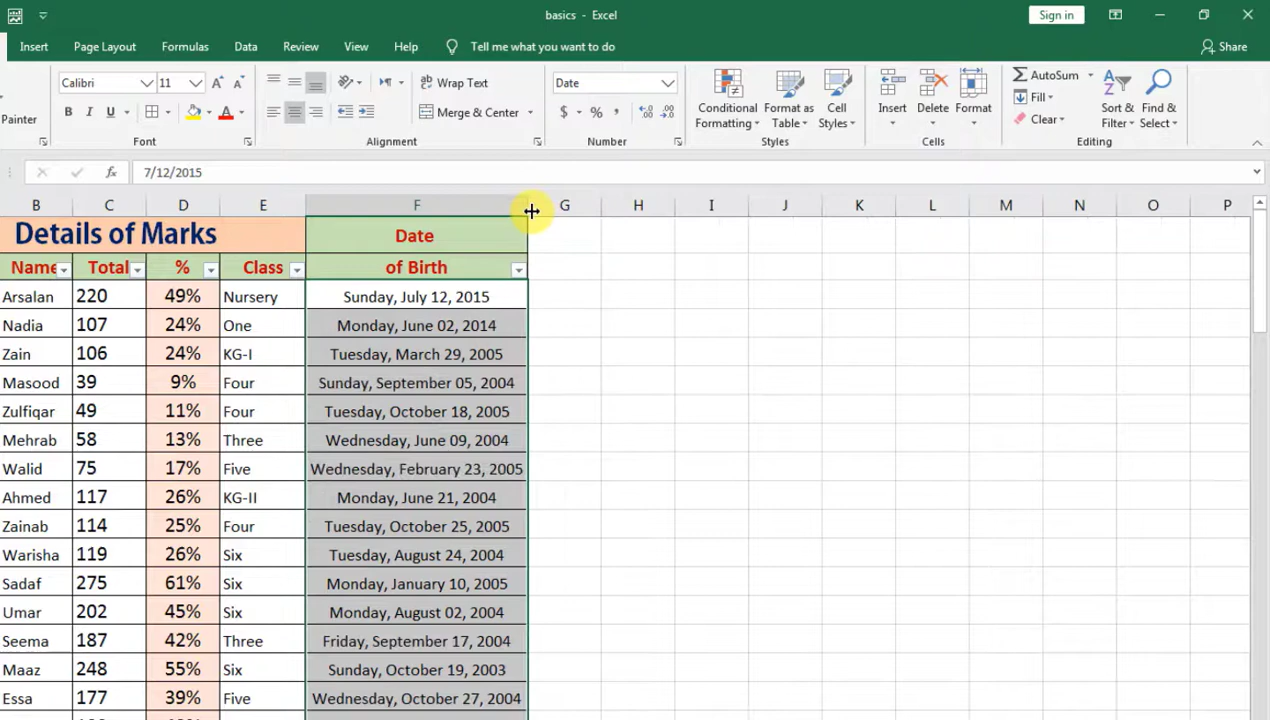 basics - Excel
Sign in
Insert Page Layout Formulas Data Review View Help Tell me what you want to do Share
Calibri 11 Wrap Text Date AutoSum
Painter B I U Merge & Center $ % , Conditional Formatting Format as Table Cell Styles Insert Delete Format Fill Clear Sort & Filter Find & Select
Font Alignment Number Styles Cells Editing
fx 7/12/2015
B C D E F G H I J K L M N O P
Details of Marks Date
Name Total % Class of Birth
Arsalan 220 49% Nursery Sunday, July 12, 2015
Nadia 107 24% One Monday, June 02, 2014
Zain 106 24% KG-I Tuesday, March 29, 2005
Masood 39 9% Four Sunday, September 05, 2004
Zulfiqar 49 11% Four Tuesday, October 18, 2005
Mehrab 58 13% Three Wednesday, June 09, 2004
Walid 75 17% Five Wednesday, February 23, 2005
Ahmed 117 26% KG-II Monday, June 21, 2004
Zainab 114 25% Four Tuesday, October 25, 2005
Warisha 119 26% Six Tuesday, August 24, 2004
Sadaf 275 61% Six Monday, January 10, 2005
Umar 202 45% Six Monday, August 02, 2004
Seema 187 42% Three Friday, September 17, 2004
Maaz 248 55% Six Sunday, October 19, 2003
Essa 177 39% Five Wednesday, October 27, 2004